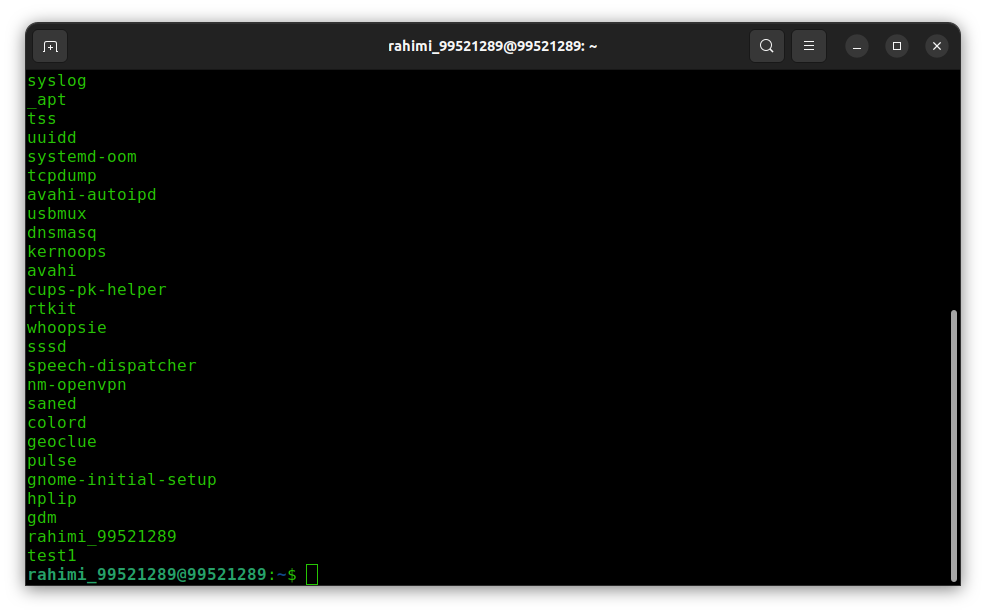 rahimi_99521289@99521289: ~
syslog
_apt
tss
uuidd
systemd-oom
tcpdump
avahi-autoipd
usbmux
dnsmasq
kernoops
avahi
cups-pk-helper
rtkit
whoopsie
sssd
speech-dispatcher
nm-openvpn
saned
colord
geoclue
pulse
gnome-initial-setup
hplip
gdm
rahimi_99521289
test1
rahimi_99521289@99521289:~$